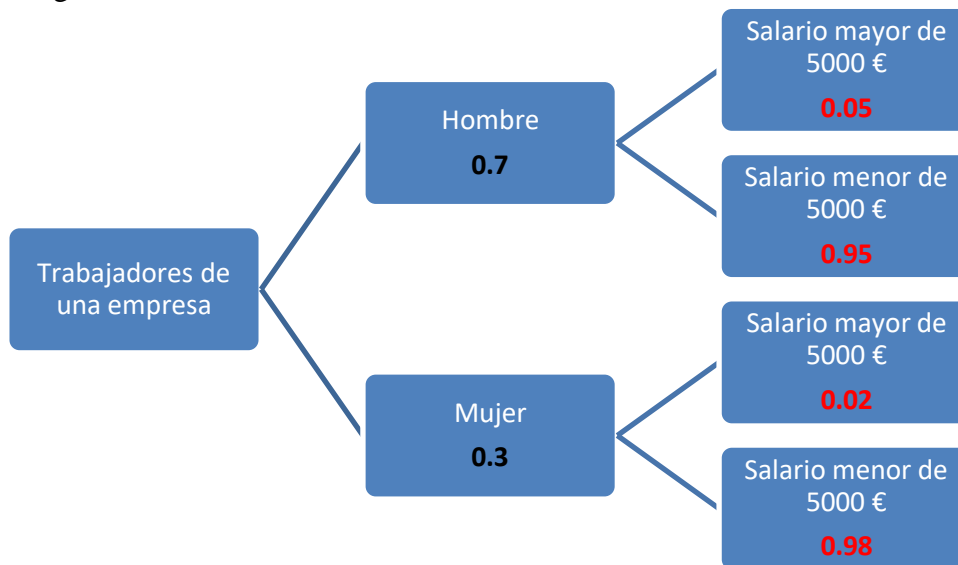 Trabajadores de
una empresa
Hombre
0.7
Salario mayor de
5000 €
0.05
Salario menor de
5000 €
0.95
Mujer
0.3
Salario mayor de
5000 €
0.02
Salario menor de
5000 €
0.98